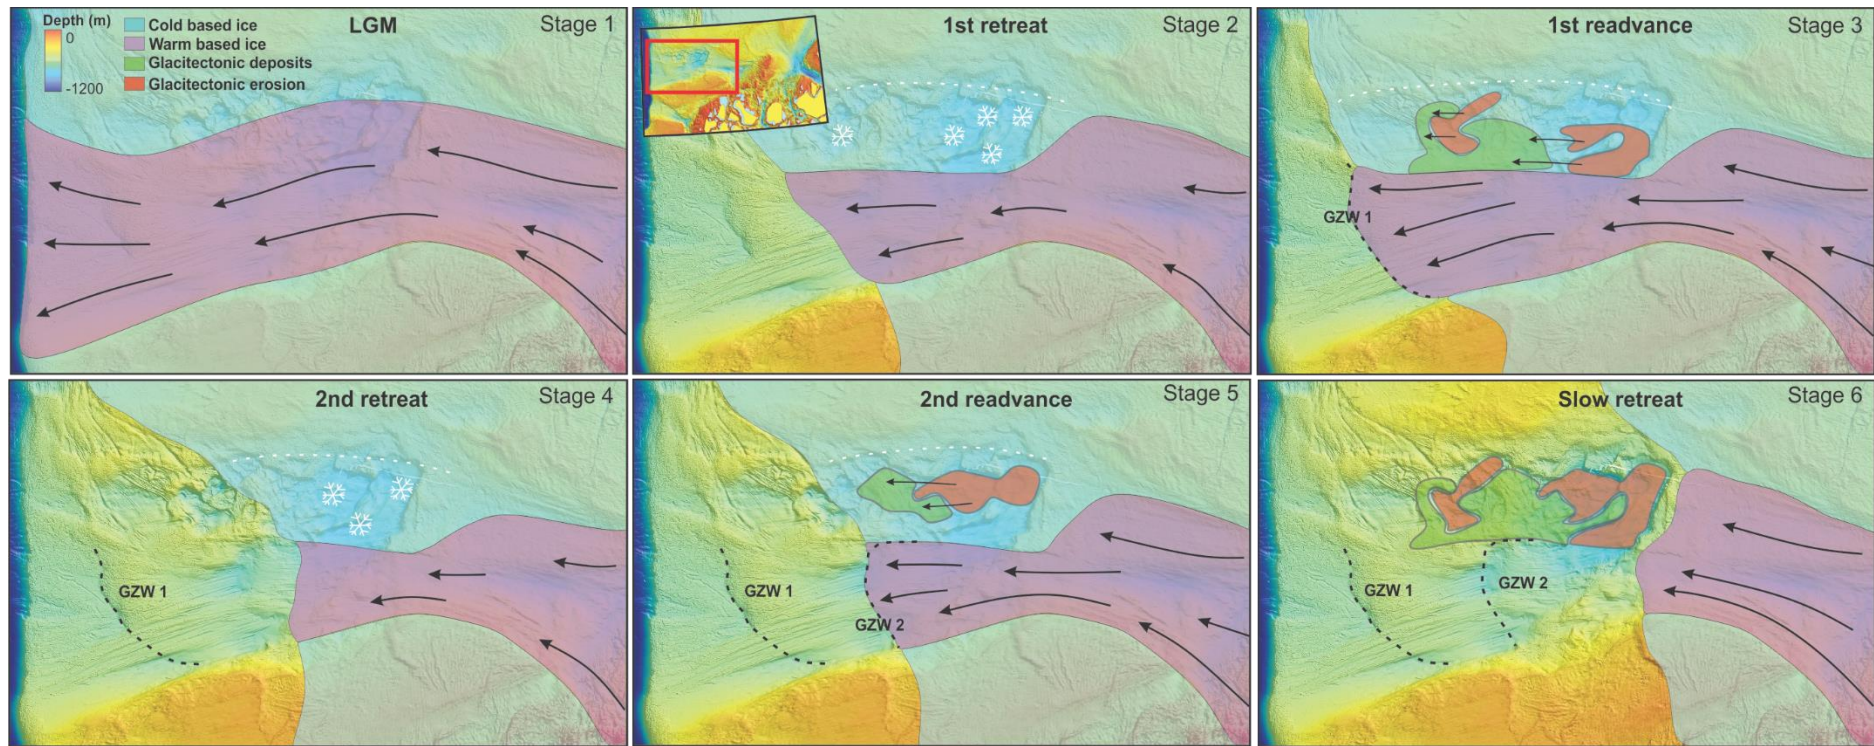 Depth (m)
0
-1200
Cold based ice
Warm based ice
Glacitectonic deposits
Glacitectonic erosion
LGM
Stage 1
1st retreat
Stage 2
1st readvance
Stage 3
GZW 1
2nd retreat
Stage 4
GZW 1
2nd readvance
Stage 5
GZW 1
GZW 2
Slow retreat
Stage 6
GZW 1
GZW 2